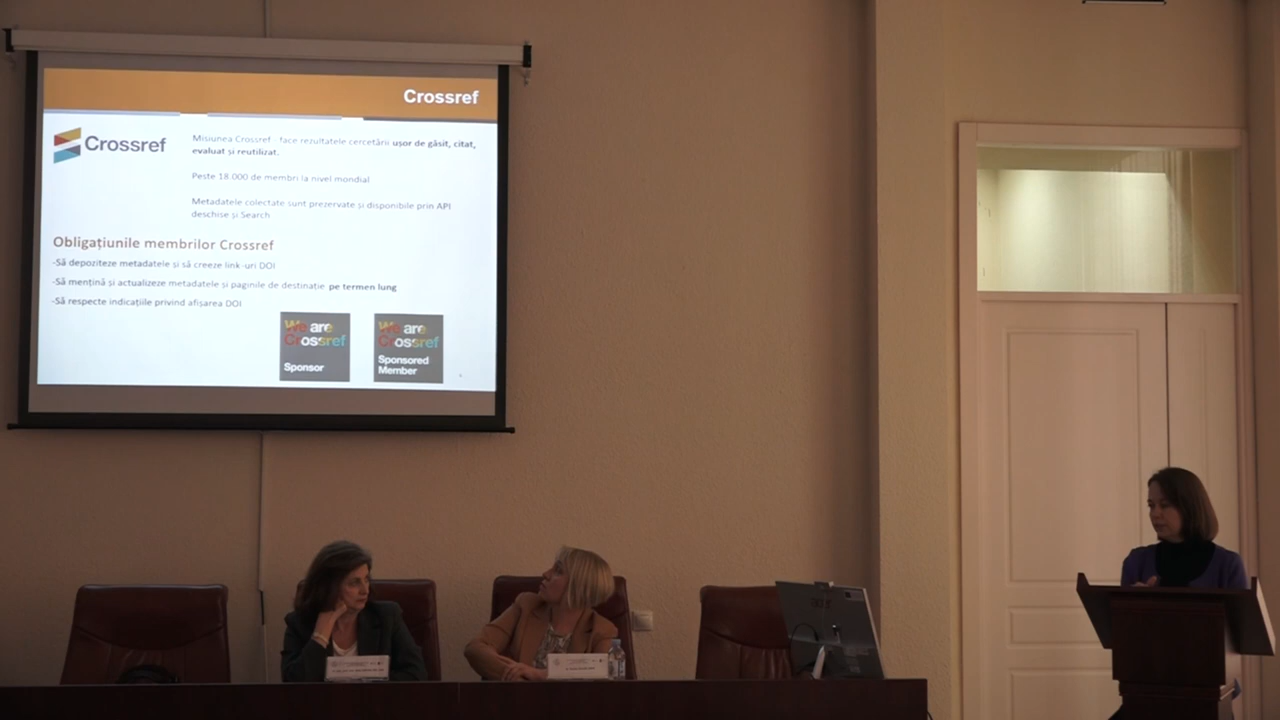 Crossref
Crossref
Misiunea Crossref - face rezultatele cercetării ușor de găsit, citat,
evaluat și reutilizat.
Peste 18.000 de membri la nivel mondial
Metadatele colectate sunt prezervate și disponibile prin API
deschise și Search
Obligațiunile membrilor Crossref
-Să depoziteze metadatele și să creeze link-uri DOI
-Să mențină și actualizeze metadatele și paginile de destinație pe termen lung
-Să respecte indicațiile privind afișarea DOI
We are
Crossref
Sponsor
We are
Crossref
Sponsored
Member
acer